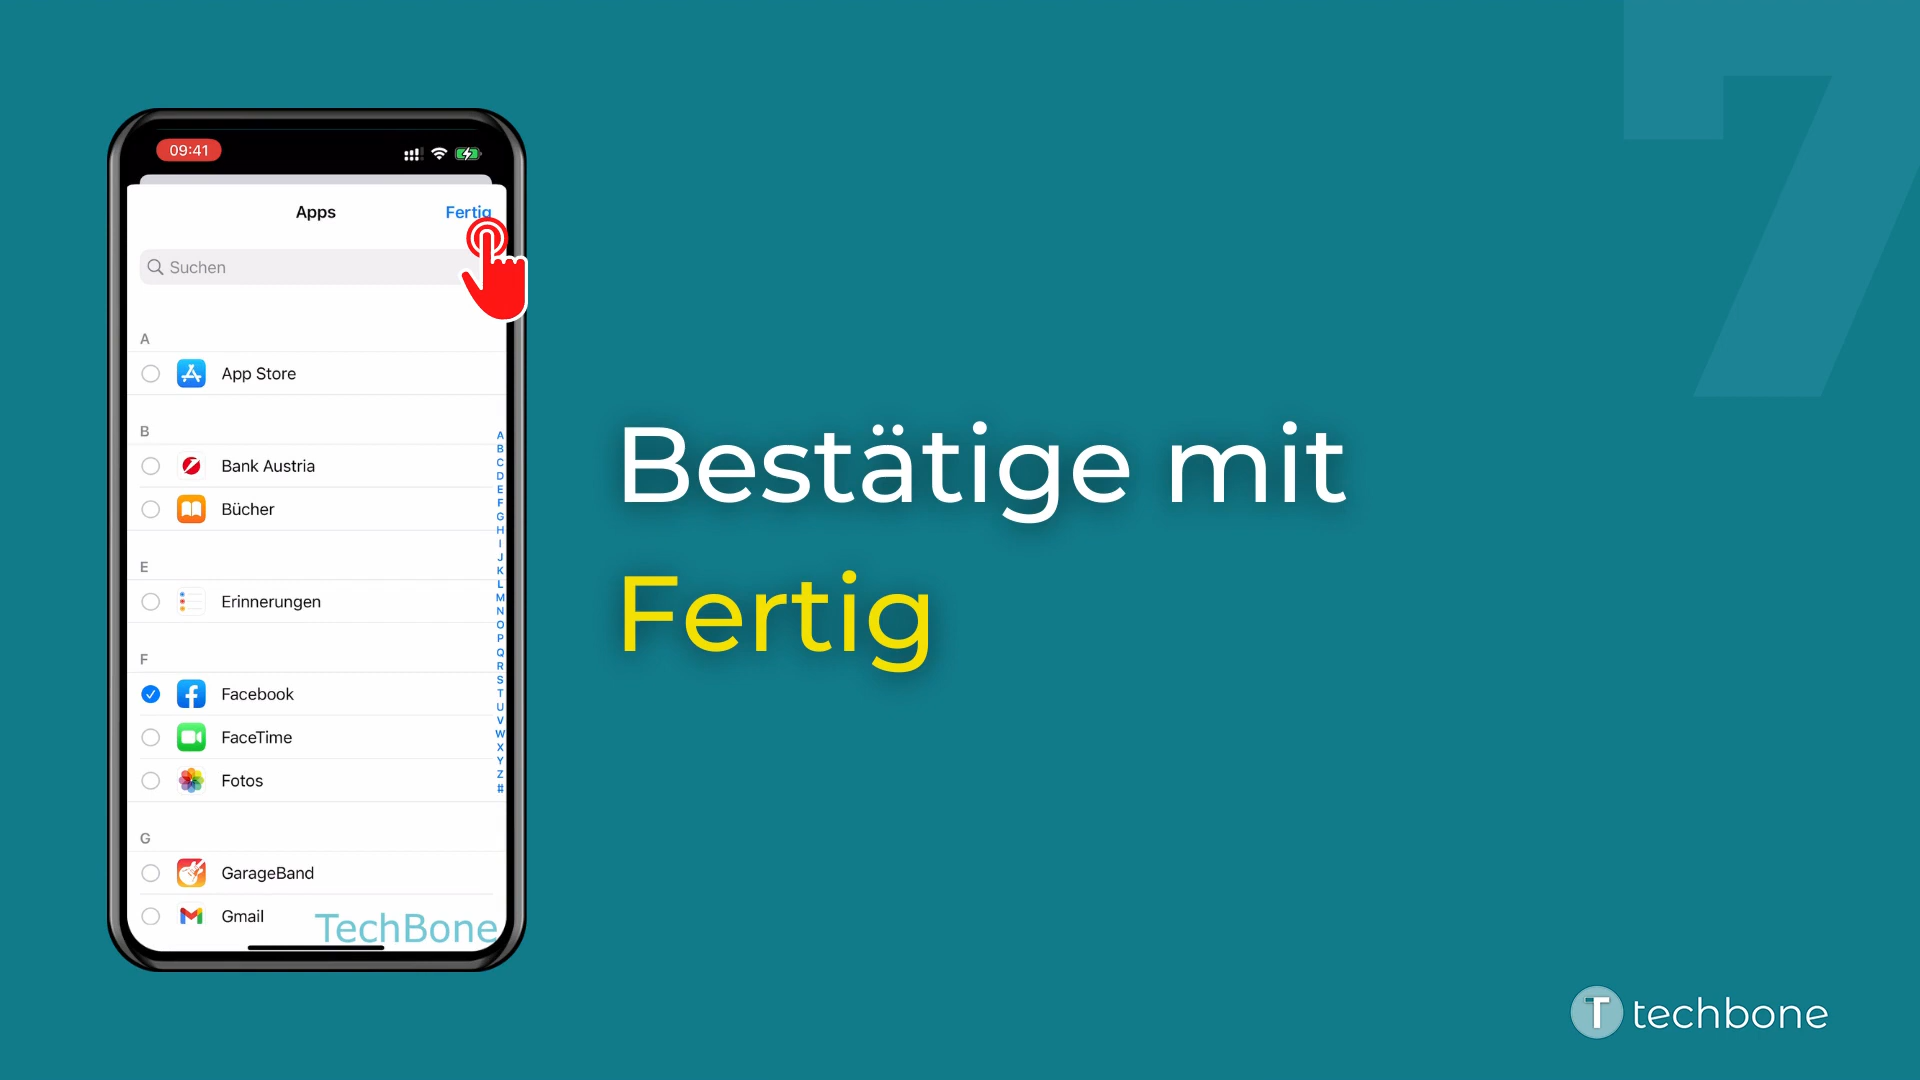 7
09:41
Apps
Fertig
Suchen
A
App Store
B
Bank Austria
Bücher
E
Erinnerungen
F
Facebook
FaceTime
Fotos
G
GarageBand
Gmail
A
B
C
D
E
F
G
H
I
J
K
L
M
N
O
P
Q
R
S
T
U
V
W
X
Y
Z
#
TechBone
Bestätige mit
Fertig
T techbone